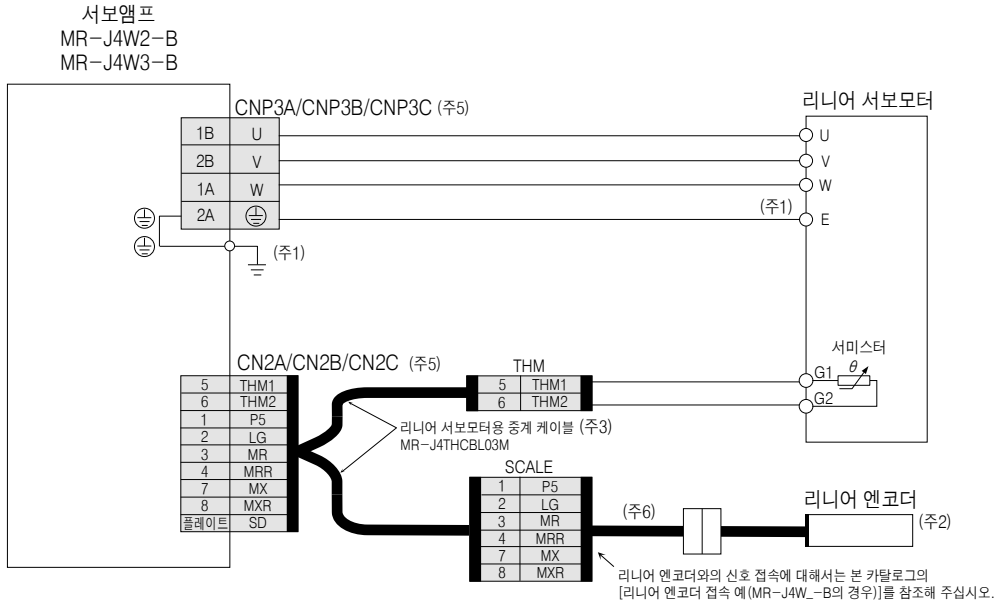 서보앰프
MR-J4W2-B
MR-J4W3-B
CNP3A/CNP3B/CNP3C (주5)
리니어 서보모터
1B U
2B V
1A W
2A
U
V
W
(주1)
E
(주1)
CN2A/CN2B/CN2C (주5)
5 THM1
6 THM2
1 P5
2 LG
3 MR
4 MRR
7 MX
8 MXR
플레이트 SD
THM
5 THM1
6 THM2
서미스터
θ
G1
G2
리니어 서보모터용 중계 케이블 (주3)
MR-J4THCBL03M
SCALE
1 P5
2 LG
3 MR
4 MRR
7 MX
8 MXR
(주6)
리니어 엔코더
(주2)
리니어 엔코더와의 신호 접속에 대해서는 본 카탈로그의
[리니어 엔코더 접속 예(MR-J4W_-B의 경우)]를 참조해 주십시오.